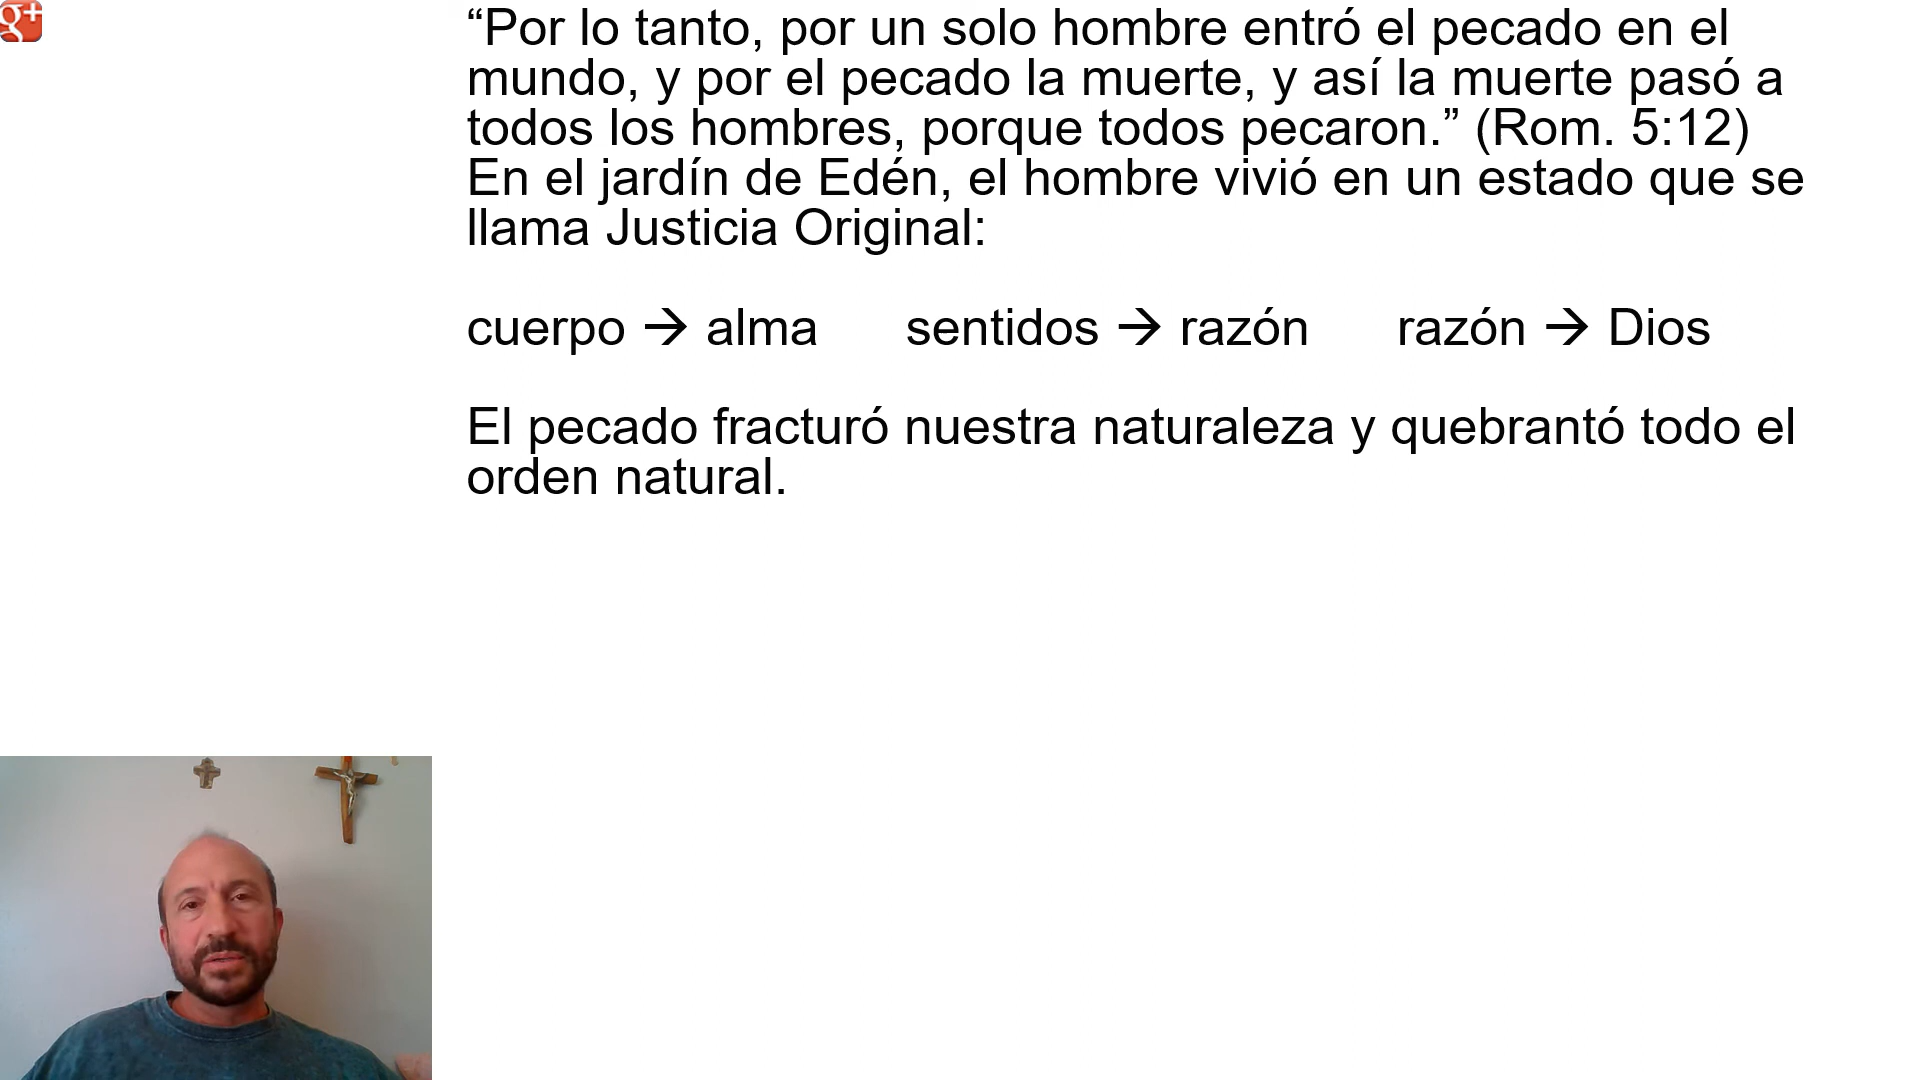 g+
“Por lo tanto, por un solo hombre entró el pecado en el
mundo, y por el pecado la muerte, y así la muerte pasó a
todos los hombres, porque todos pecaron.” (Rom. 5:12)
En el jardín de Edén, el hombre vivió en un estado que se
llama Justicia Original:
cuerpo → alma sentidos → razón razón → Dios
El pecado fracturó nuestra naturaleza y quebrantó todo el
orden natural.